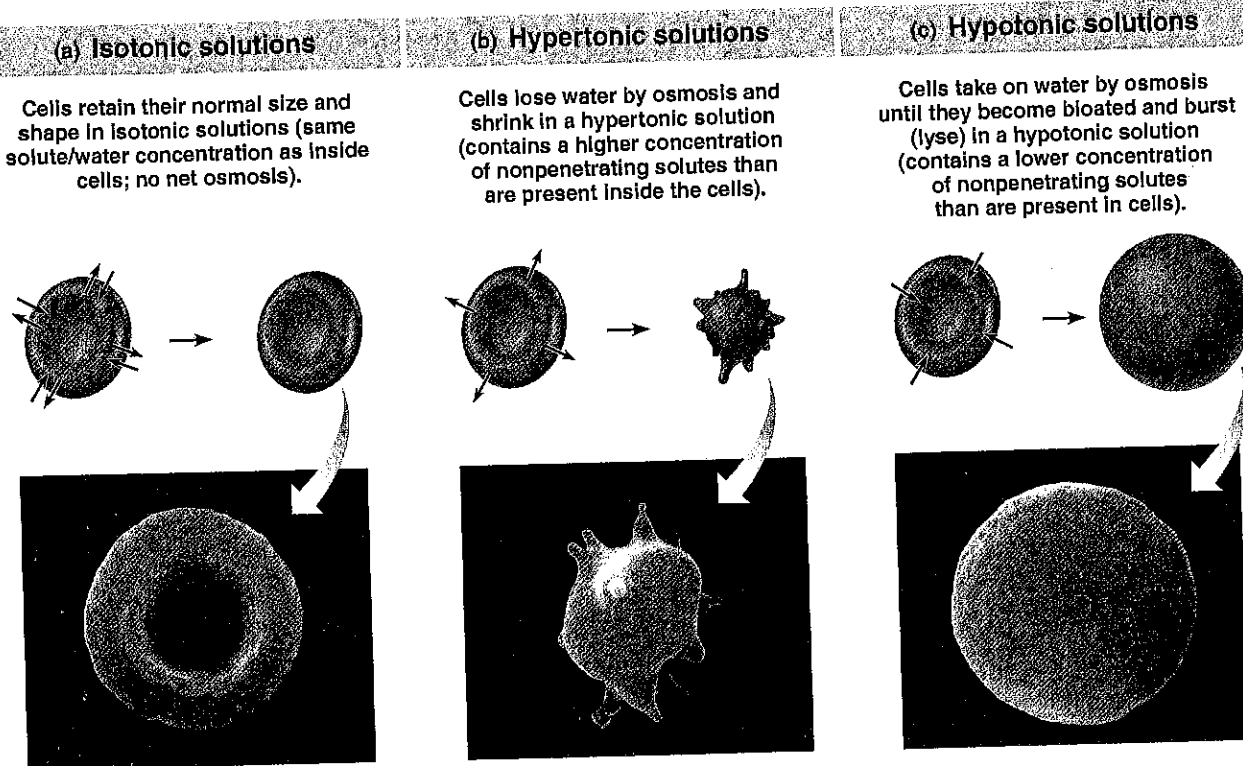 (a) Isotonic solutions
Cells retain their normal size and
shape in isotonic solutions (same
solute/water concentration as inside
cells; no net osmosis).
(b) Hypertonic solutions
Cells lose water by osmosis and
shrink in a hypertonic solution
(contains a higher concentration
of nonpenetrating solutes than
are present inside the cells).
(c) Hypotonic solutions
Cells take on water by osmosis
until they become bloated and burst
(lyse) in a hypotonic solution
(contains a lower concentration
of nonpenetrating solutes
than are present in cells).